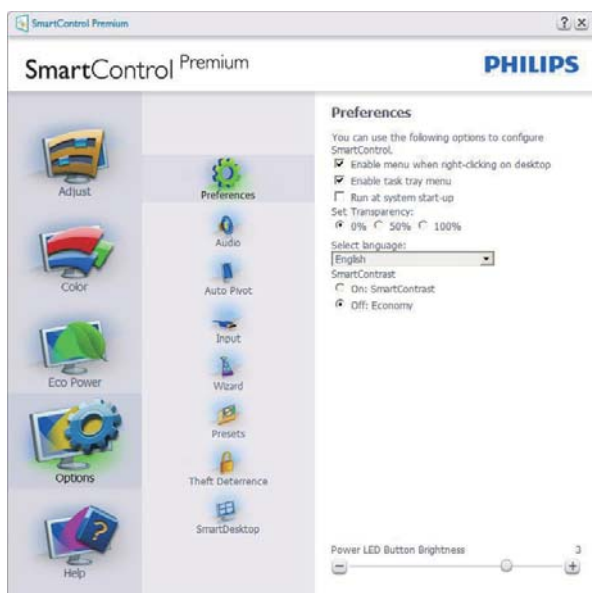 SmartControl Premium
SmartControl Premium
PHILIPS
Adjust
Color
Eco Power
Options
Help
Preferences
Audio
Auto Pivot
Input
Wizard
Presets
Theft Deterrence
SmartDesktop
Preferences
You can use the following options to configure
SmartControl.
Enable menu when right-clicking on desktop
Enable task tray menu
Run at system start-up
Set Transparency:
0% 50% 100%
Select language:
English
SmartContrast
On: SmartContrast
Off: Economy
Power LED Button Brightness 3